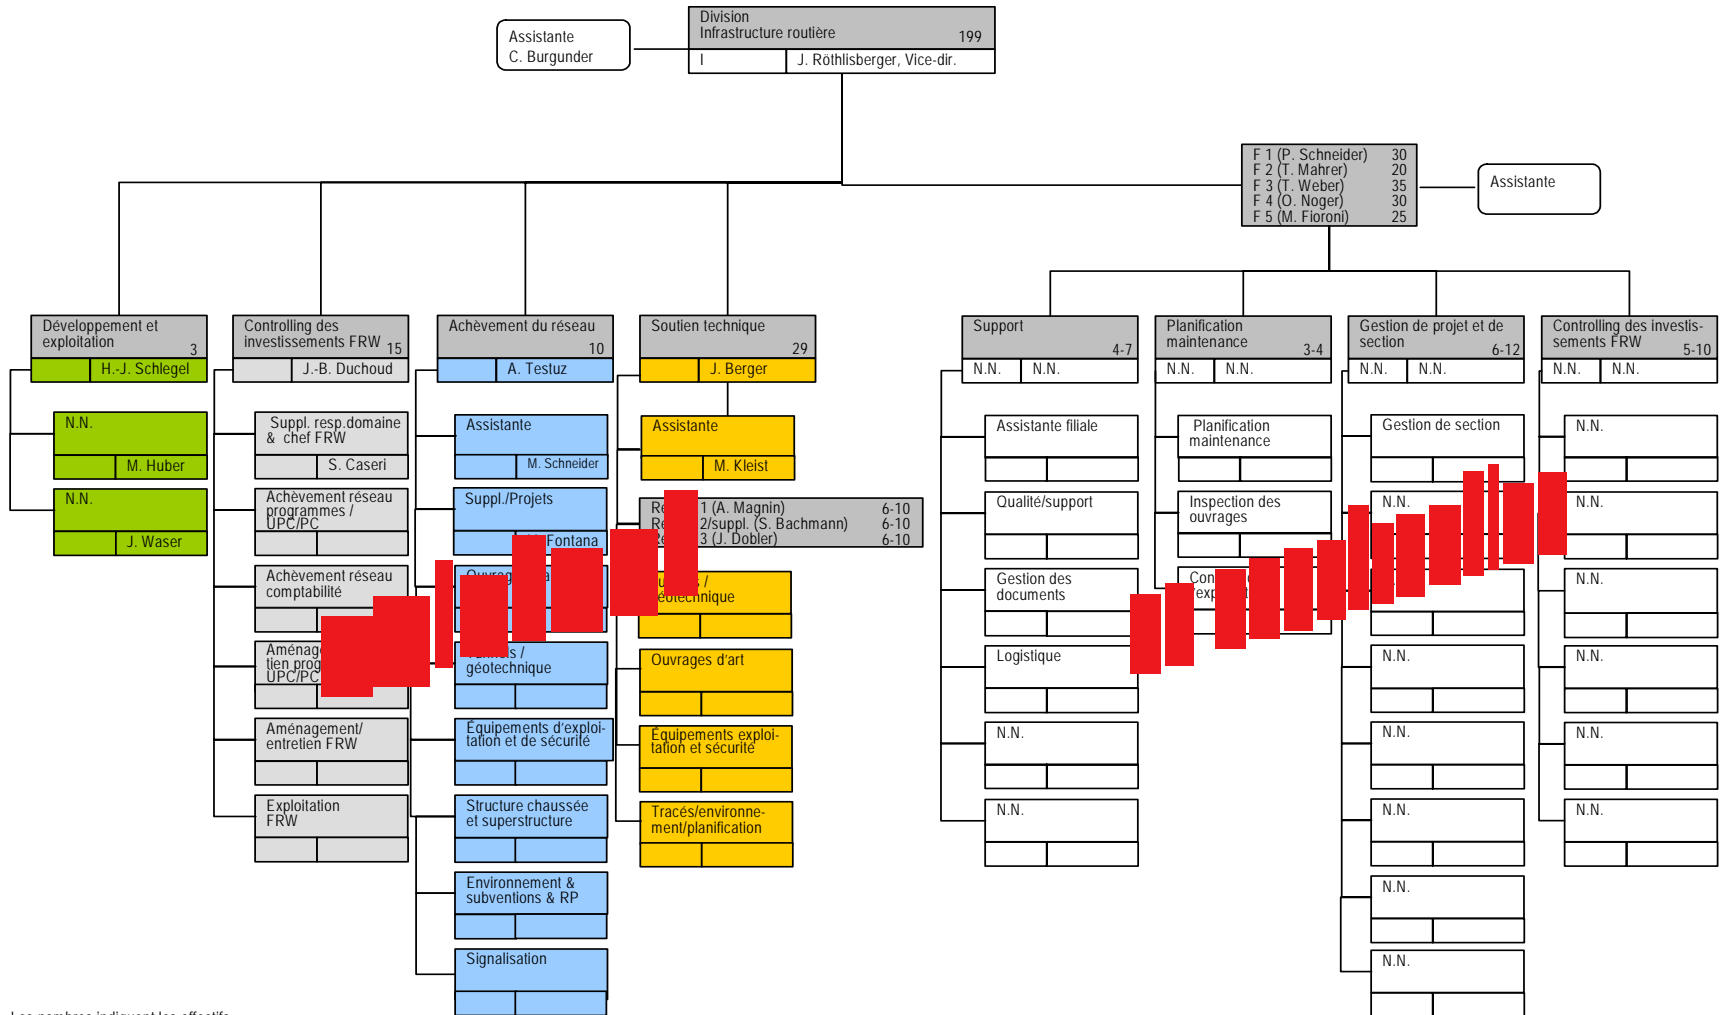 Division
Infrastructure routière 199
I J. Röthlisberger, Vice-dir.
Assistante
C. Burgunder
F 1 (P. Schneider) 30
F 2 (T. Mahrer) 20
F 3 (T. Weber) 35
F 4 (O. Noger) 30
F 5 (M. Fioroni) 25
Assistante
Développement et
exploitation 3
H.-J. Schlegel
N.N.
M. Huber
N.N.
J. Waser
Controlling des
investissements FRW 15
J.-B. Duchoud
Suppl. resp.domaine
& chef FRW
S. Caseri
Achèvement réseau
programmes /
UPC/PC
Achèvement réseau
comptabilité
tien
UPC/PC
Aménagement/
entretien FRW
Exploitation
FRW
Achèvement du réseau
10
A. Testuz
Assistante
M. Schneider
Suppl./Projets
Fontana
géotechnique
Équipements d'exploi-
tation et de sécurité
Structure chaussée
et superstructure
Environnement &
subventions & RP
Signalisation
Soutien technique
29
J. Berger
Assistante
M. Kleist
1 (A. Magnin) 6-10
2/suppl. (S. Bachmann) 6-10
3 (J. Dobler) 6-10
/
Ouvrages d'art
Équipements exploi-
tation et sécurité
Tracés/environne-
ment/planification
Support
4-7
N.N. N.N.
Assistante filiale
Qualité/support
Gestion des
documents
Logistique
N.N.
N.N.
Planification
maintenance 3-4
N.N. N.N.
Planification
maintenance
Inspection des
ouvrages
Gestion de projet et de
section 6-12
N.N. N.N.
Gestion de section
N.N.
N.N.
N.N.
N.N.
N.N.
N.N.
Controlling des investis-
sements FRW 5-10
N.N. N.N.
N.N.
N.N.
N.N.
N.N.
N.N.
N.N.